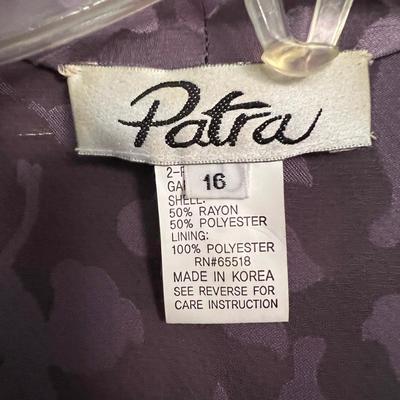 Patra
16
SHELL:
50% RAYON
50% POLYESTER
LINING:
100% POLYESTER
RN#65518
MADE IN KOREA
SEE REVERSE FOR
CARE INSTRUCTION